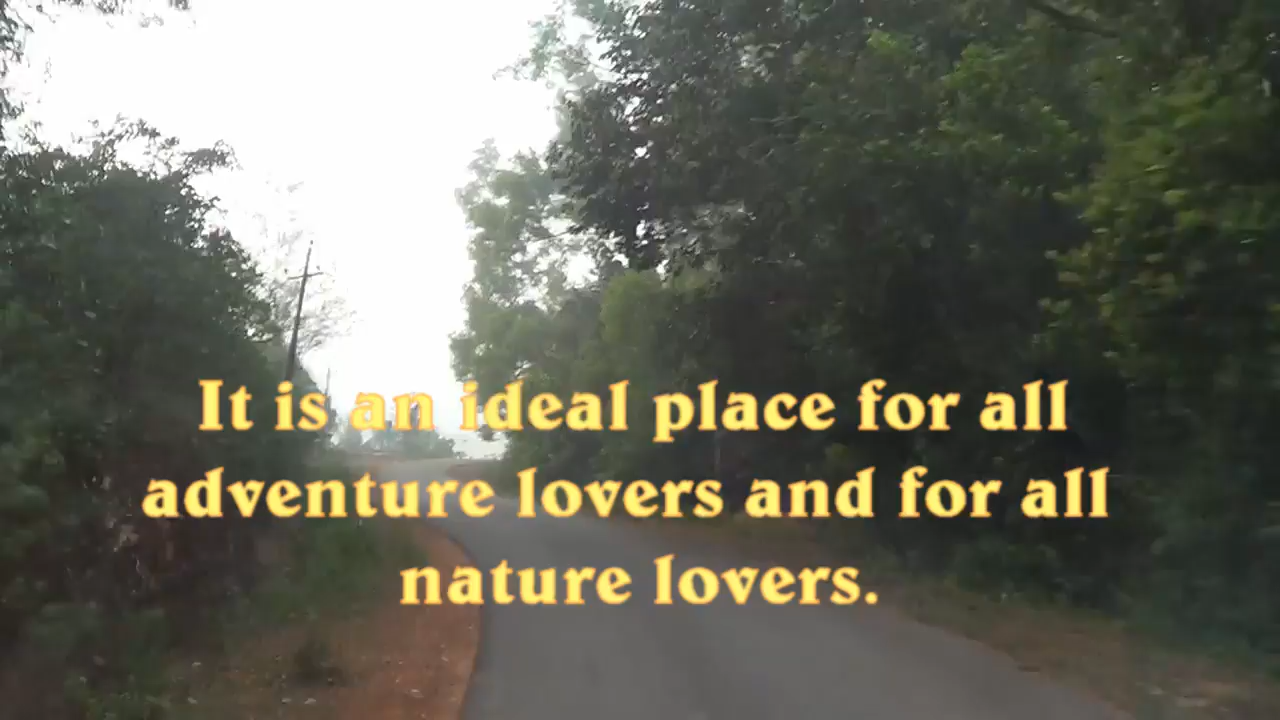 It is an ideal place for all
adventure lovers and for all
nature lovers.